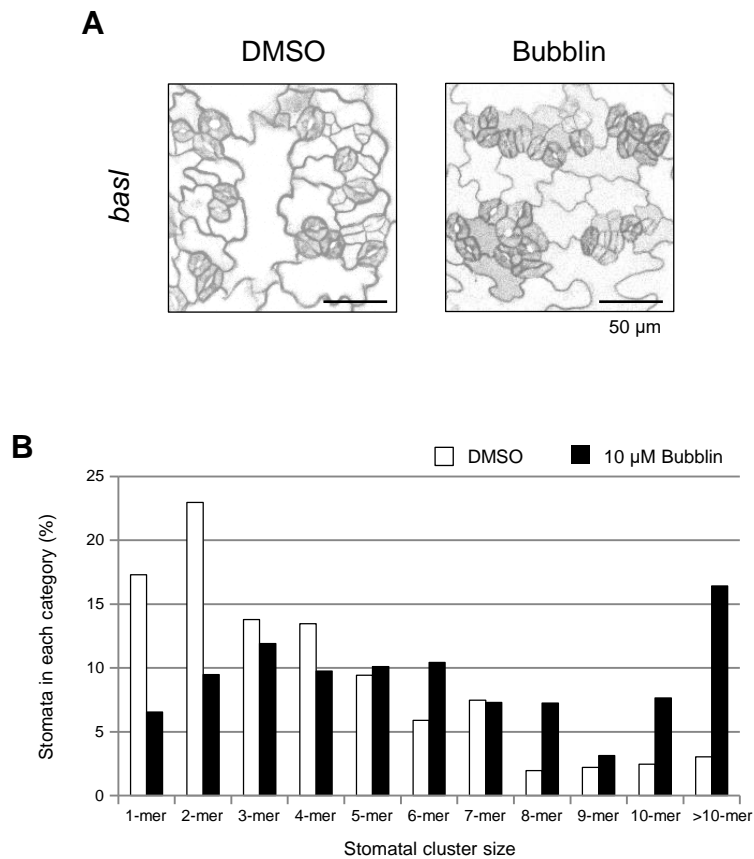 A
DMSO
Bubblin
basl
50 µm
B
DMSO
10 µM Bubblin
Stomata in each category (%)
25
20
15
10
5
0
1-mer 2-mer 3-mer 4-mer 5-mer 6-mer 7-mer 8-mer 9-mer 10-mer >10-mer
Stomatal cluster size